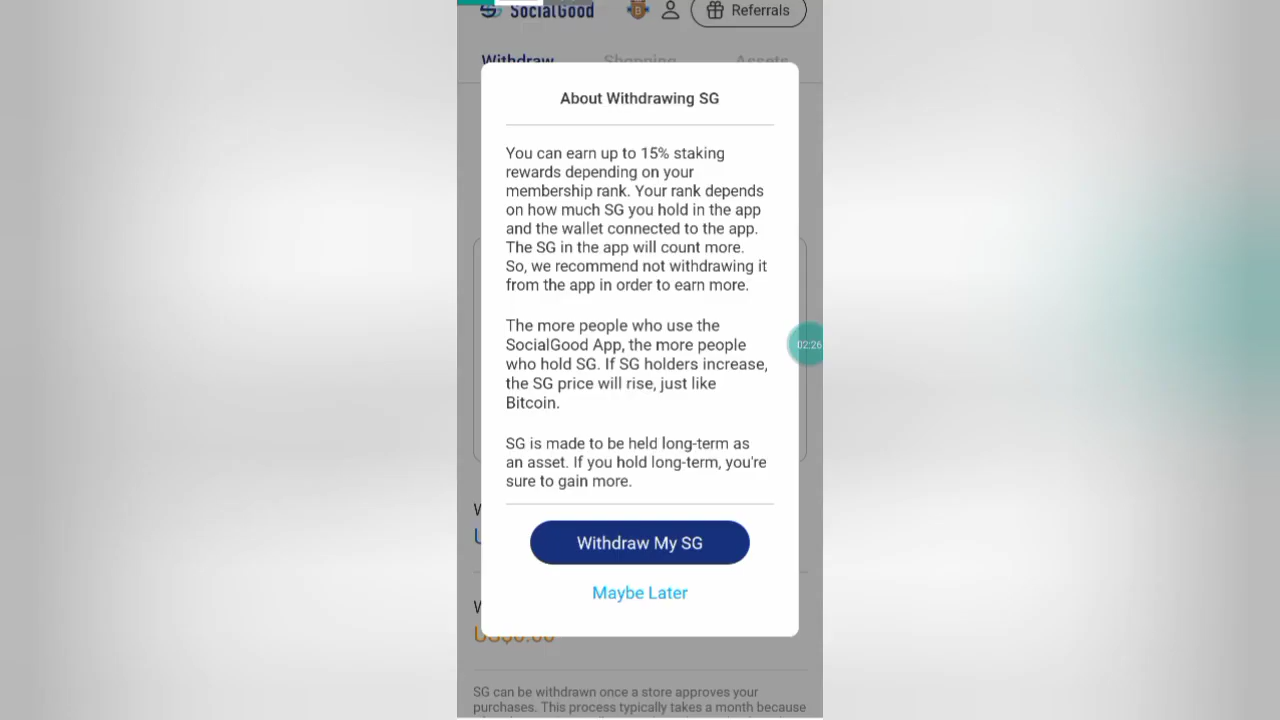 SocialGood
Referrals
Withdraw Shopping Assets
About Withdrawing SG
You can earn up to 15% staking
rewards depending on your
membership rank. Your rank depends
on how much SG you hold in the app
and the wallet connected to the app.
The SG in the app will count more.
So, we recommend not withdrawing it
from the app in order to earn more.
02:26
The more people who use the
SocialGood App, the more people
who hold SG. If SG holders increase,
the SG price will rise, just like
Bitcoin.
SG is made to be held long-term as
an asset. If you hold long-term, you're
sure to gain more.
Withdraw My SG
Maybe Later
SG can be withdrawn once a store approves your
purchases. This process typically takes a month because